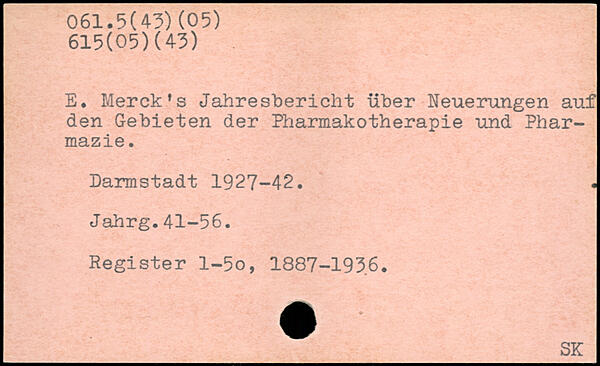 061.5(43)(05)
615(05)(43)
E. Merck's Jahresbericht über Neuerungen auf
den Gebieten der Pharmakotherapie und Phar-
mazie.
Darmstadt 1927-42.
Jahrg.41-56.
Register 1-5o, 1887-1936.
SK